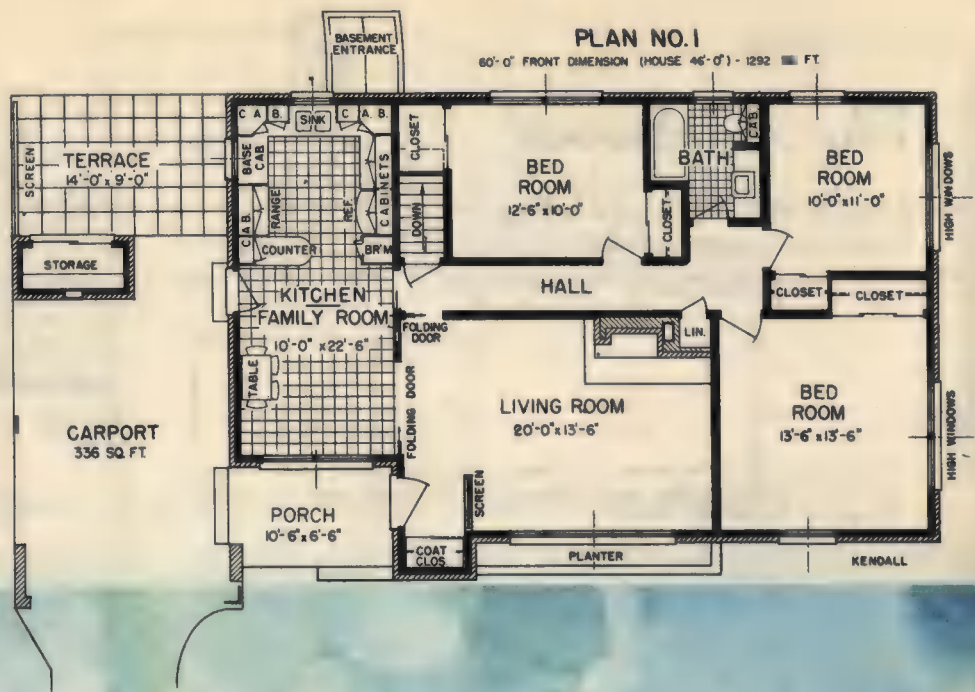 BASEMENT
ENTRANCE
PLAN NO. 1
60'-0" FRONT DIMENSION (HOUSE 46'-0") - 1292 FT.
C A B.
SINK
C. A. B.
BASE
CAB.
CABINETS
RANGE
REF.
CAB.
COUNTER
BR'M
SCREEN
TERRACE
14'-0" x 9'-0"
STORAGE
CLOSET
DOWN
BED
ROOM
12'-6" x 10'-0"
CLOSET
BATH
CAB.
BED
ROOM
10'-0" x 11'-0"
HIGH WINDOWS
HALL
CLOSET
CLOSET
LIN.
KITCHEN
FAMILY ROOM
10'-0" x 22'-6"
FOLDING
DOOR
TABLE
FOLDING DOOR
LIVING ROOM
20'-0" x 13'-6"
BED
ROOM
13'-6" x 13'-6"
HIGH WINDOWS
CARPORT
336 SQ. FT.
PORCH
10'-6" x 6'-6"
SCREEN
COAT
CLOS.
PLANTER
KENDALL